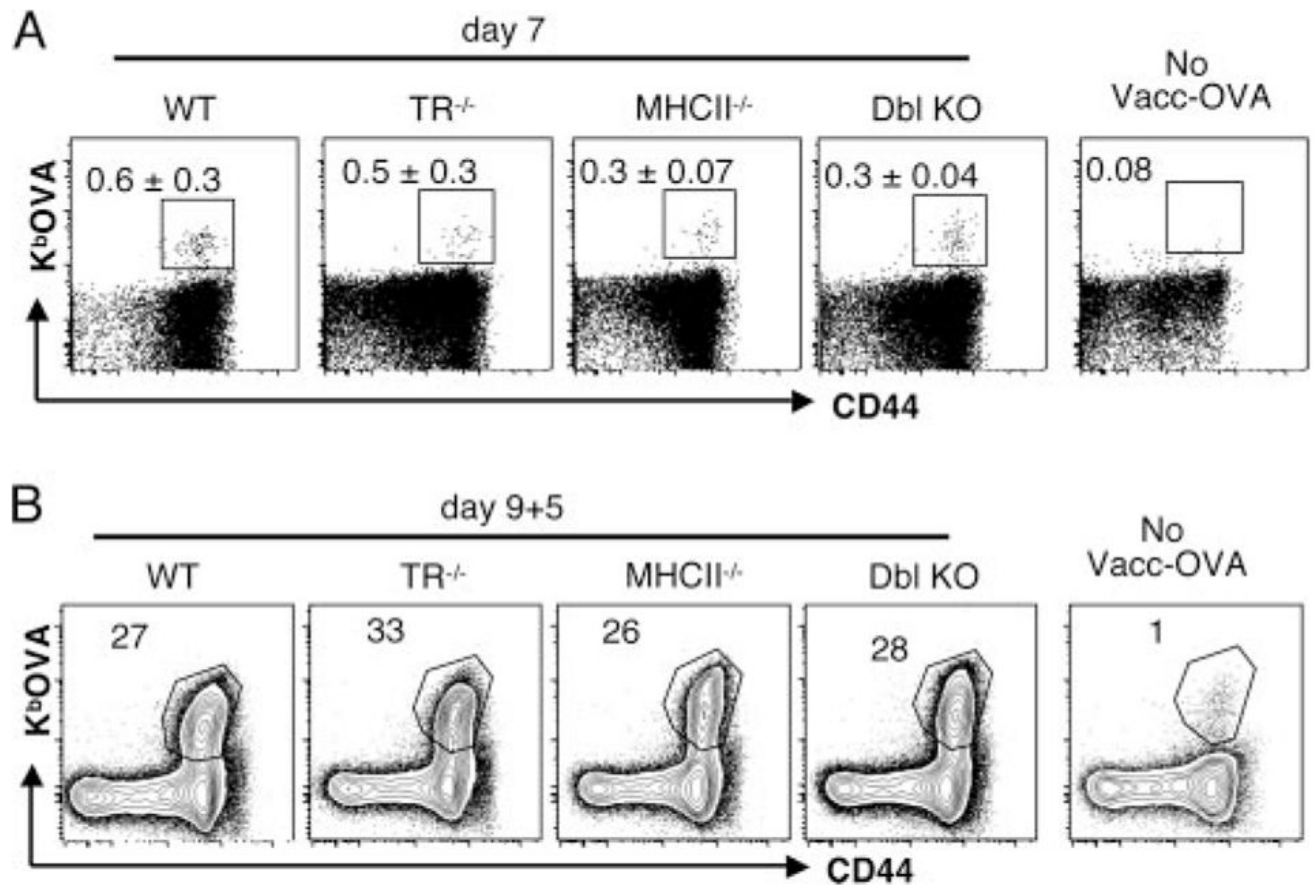 A
day 7
WT
TR-/-
MHCII-/-
Dbl KO
No
Vacc-OVA
KbOVA
0.6 ± 0.3
0.5 ± 0.3
0.3 ± 0.07
0.3 ± 0.04
0.08
CD44
B
day 9+5
WT
TR-/-
MHCII-/-
Dbl KO
No
Vacc-OVA
KbOVA
27
33
26
28
1
CD44